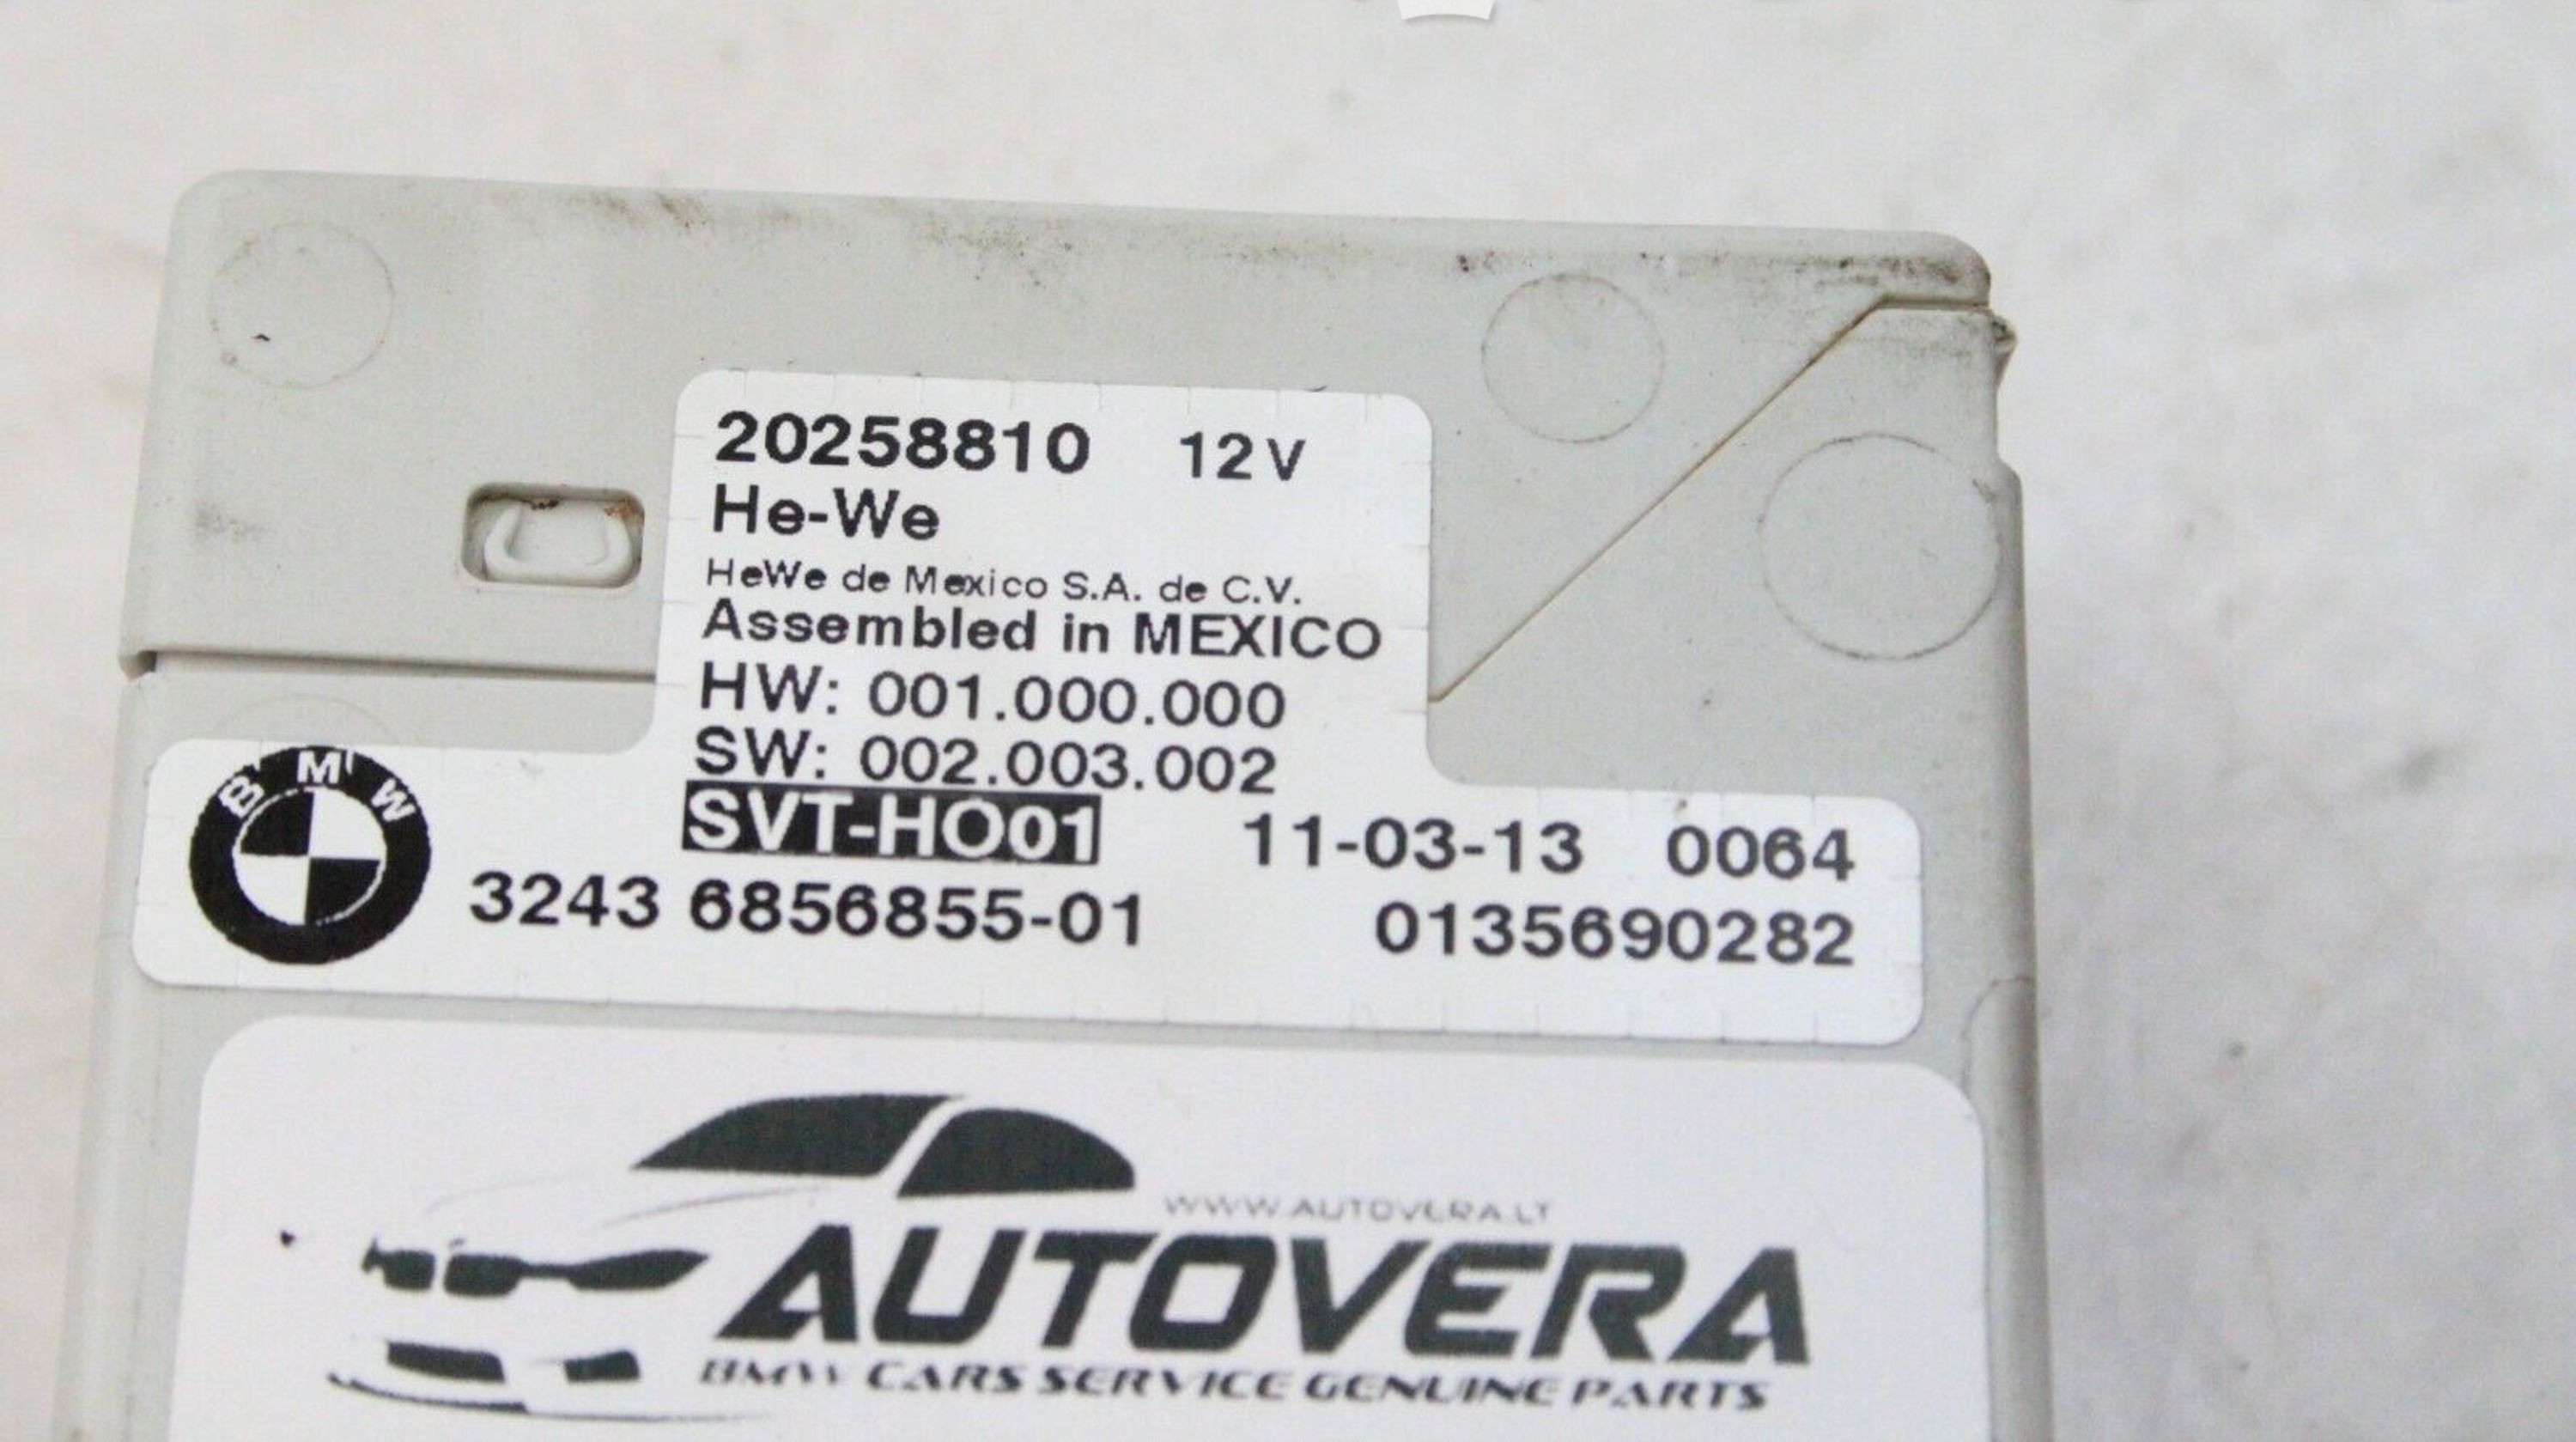 20258810 12V
He-We
HeWe de Mexico S.A. de C.V.
Assembled in MEXICO
HW: 001.000.000
SW: 002.003.002
SVT-HO01 11-03-13 0064
BMW
3243 6856855-01 0135690282
WWW.AUTOVERA.LT
AUTOVERA
BMW CARS SERVICE GENUINE PARTS